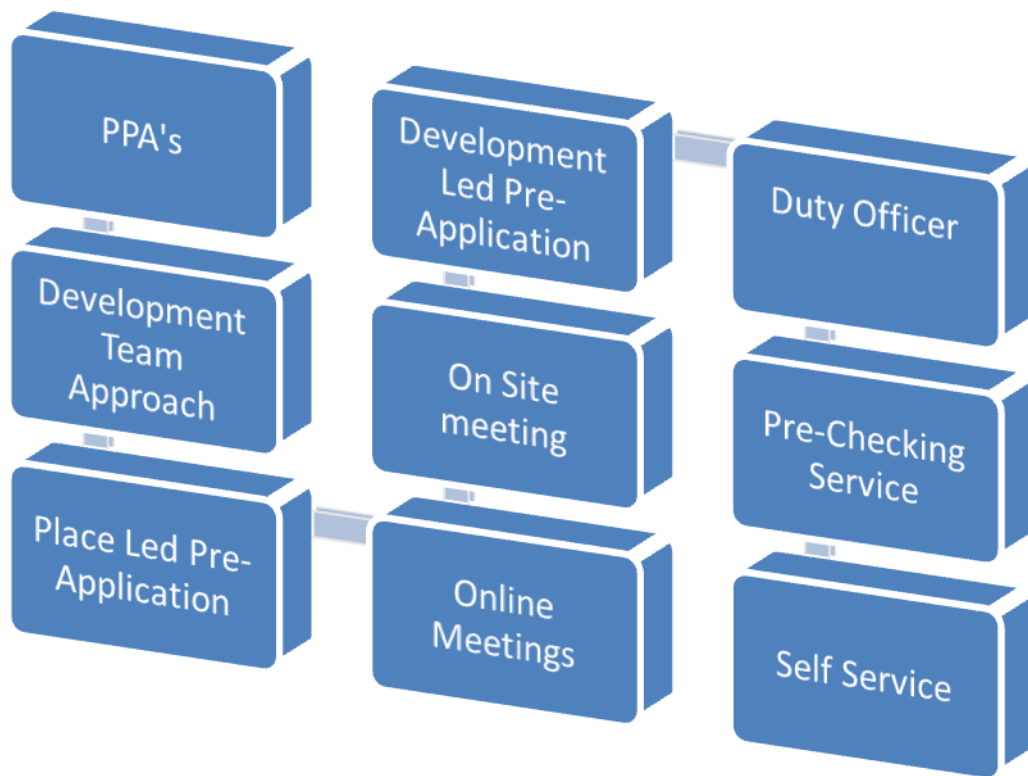 PPA's
Development
Team
Approach
Place Led Pre-
Application
Online
Meetings
On Site
meeting
Development
Led Pre-
Application
Duty Officer
Pre-Checking
Service
Self Service